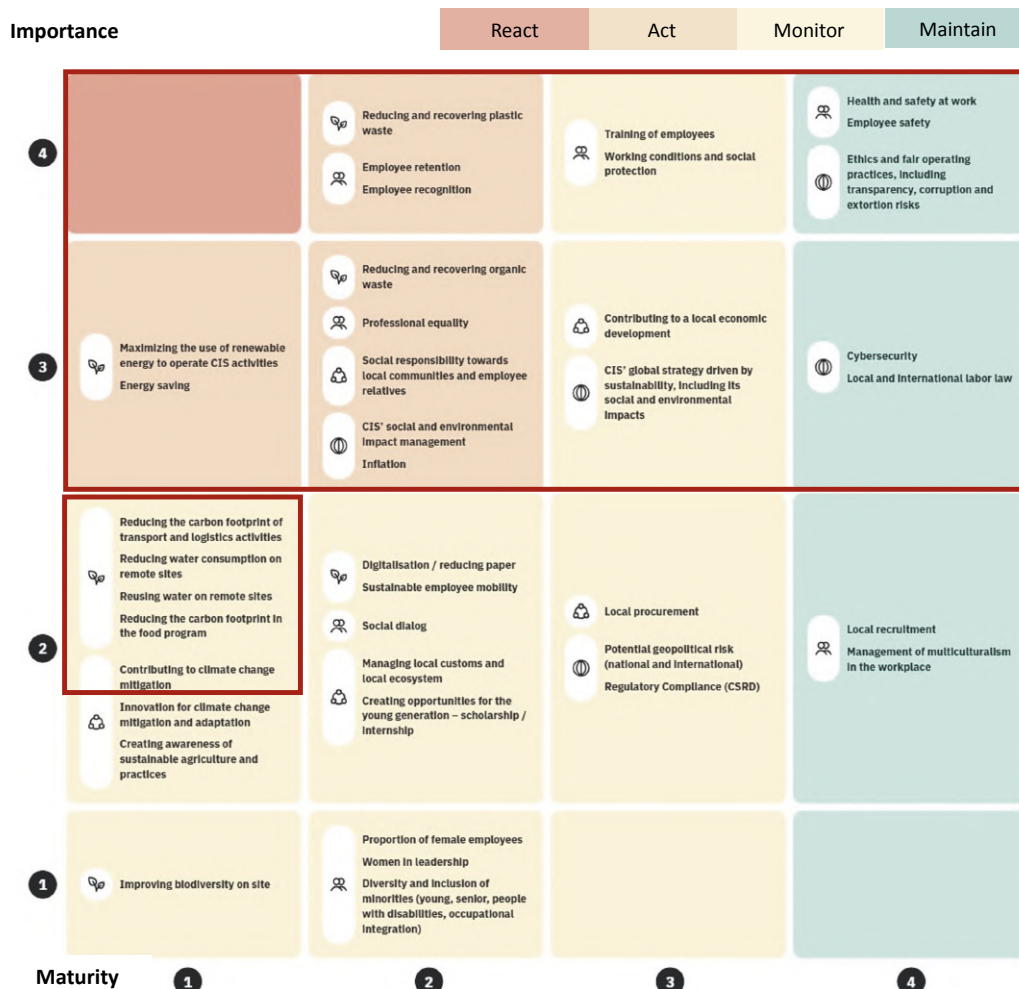 Importance
React
Act
Monitor
Maintain
4
Reducing and recovering plastic
waste
Employee retention
Employee recognition
Training of employees
Working conditions and social
protection
Health and safety at work
Employee safety
Ethics and fair operating
practices, including
transparency, corruption and
extortion risks
3
Maximizing the use of renewable
energy to operate CIS activities
Energy saving
Reducing and recovering organic
waste
Professional equality
Social responsibility towards
local communities and employee
relatives
CIS' social and environmental
impact management
Inflation
Contributing to a local economic
development
CIS' global strategy driven by
sustainability, including its
social and environmental
impacts
Cybersecurity
Local and international labor law
2
Reducing the carbon footprint of
transport and logistics activities
Reducing water consumption on
remote sites
Reusing water on remote sites
Reducing the carbon footprint in
the food program
Contributing to climate change
mitigation
Innovation for climate change
mitigation and adaptation
Creating awareness of
sustainable agriculture and
practices
Digitalisation / reducing paper
Sustainable employee mobility
Social dialog
Managing local customs and
local ecosystem
Creating opportunities for the
young generation – scholarship /
internship
Local procurement
Potential geopolitical risk
(national and international)
Regulatory Compliance (CSRD)
Local recruitment
Management of multiculturalism
in the workplace
1
Improving biodiversity on site
Proportion of female employees
Women in leadership
Diversity and inclusion of
minorities (young, senior, people
with disabilities, occupational
integration)
Maturity
1
2
3
4